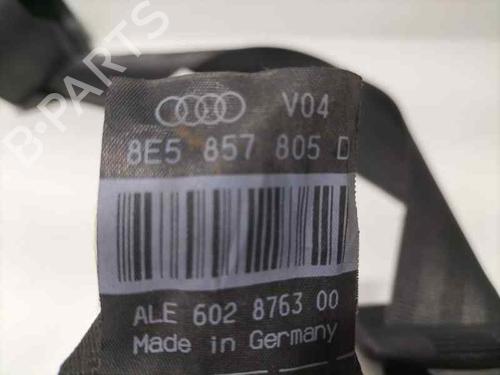 B-PARTS
V04
8E5 857 805 D
ALE 602 8763 00
Made in Germany